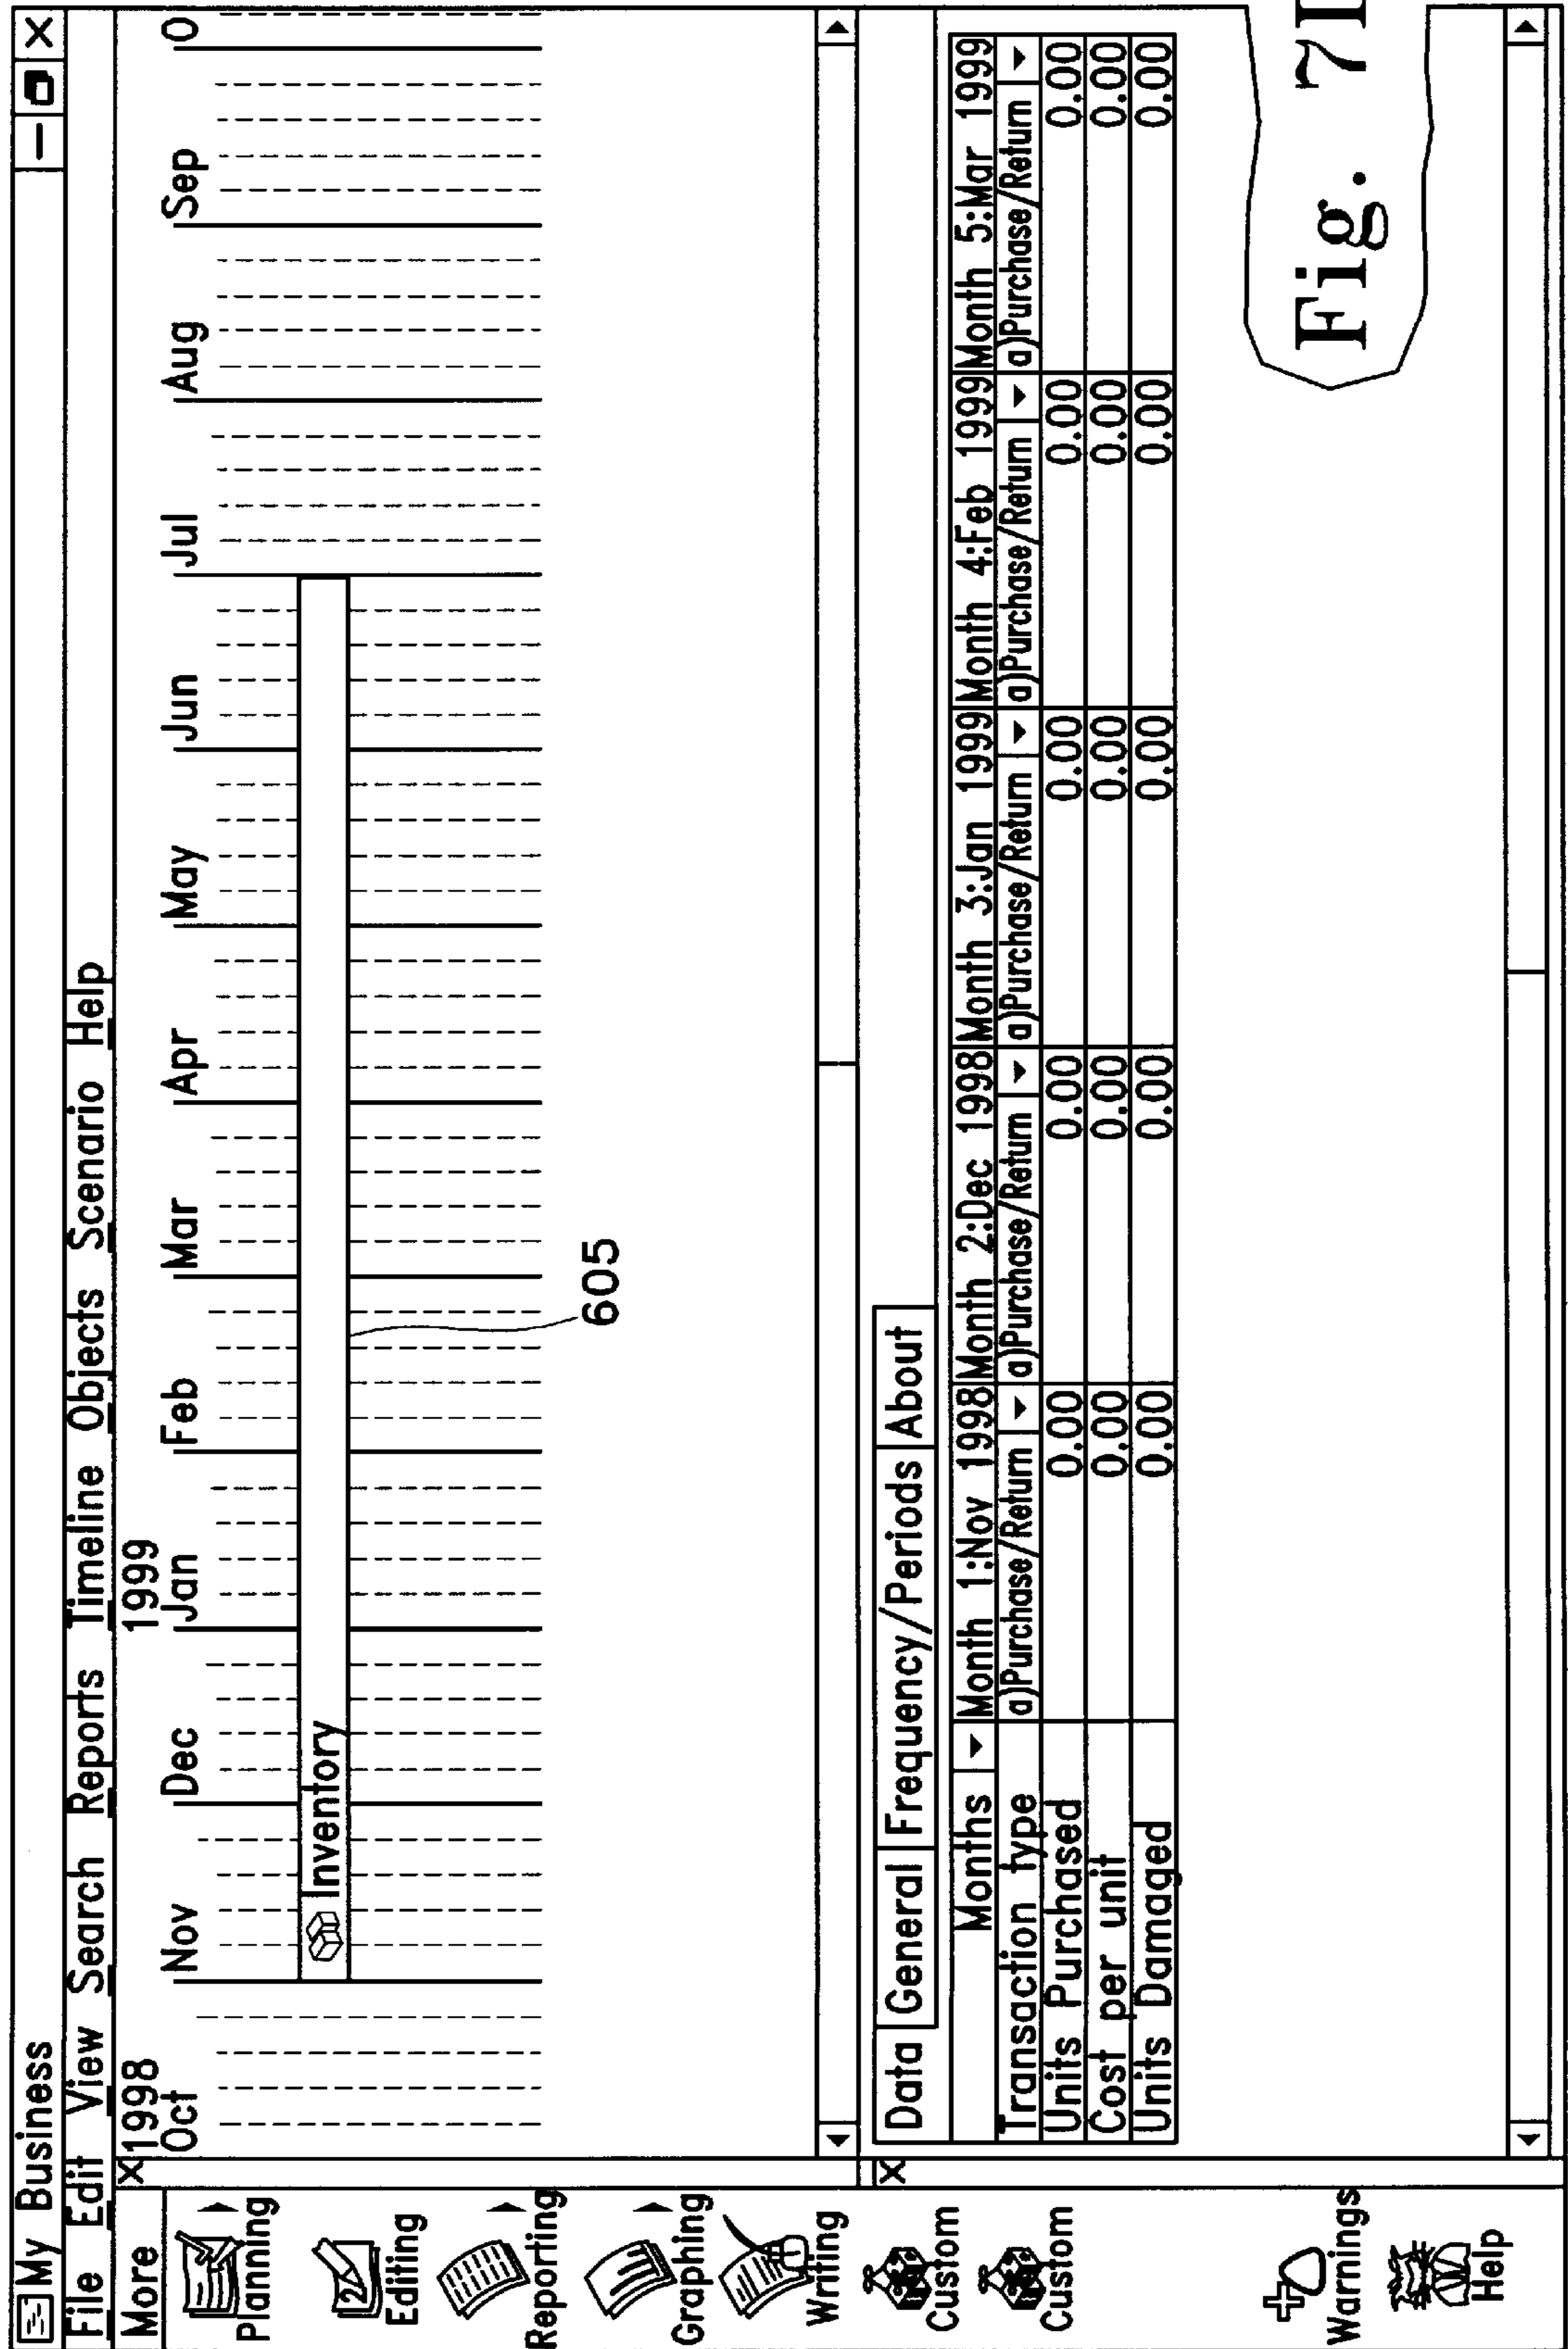 My Business
File Edit View Search Reports Timeline Objects Scenario Help
More
Planning
Editing
Reporting
Graphing
Writing
Custom
Custom
Warnings
Help
X
1998 1999
Oct Nov Dec Jan Feb Mar Apr May Jun Jul Aug Sep O
Inventory
605
X
Data General Frequency/Periods About
Months Month 1:Nov 1998 Month 2:Dec 1998 Month 3:Jan 1999 Month 4:Feb 1999 Month 5:Mar 1999
Transaction type a)Purchase/Return a)Purchase/Return a)Purchase/Return a)Purchase/Return a)Purchase/Return
Units Purchased 0.00 0.00 0.00 0.00 0.00
Cost per unit 0.00 0.00 0.00 0.00 0.00
Units Damaged 0.00 0.00 0.00 0.00 0.00
Fig. 7